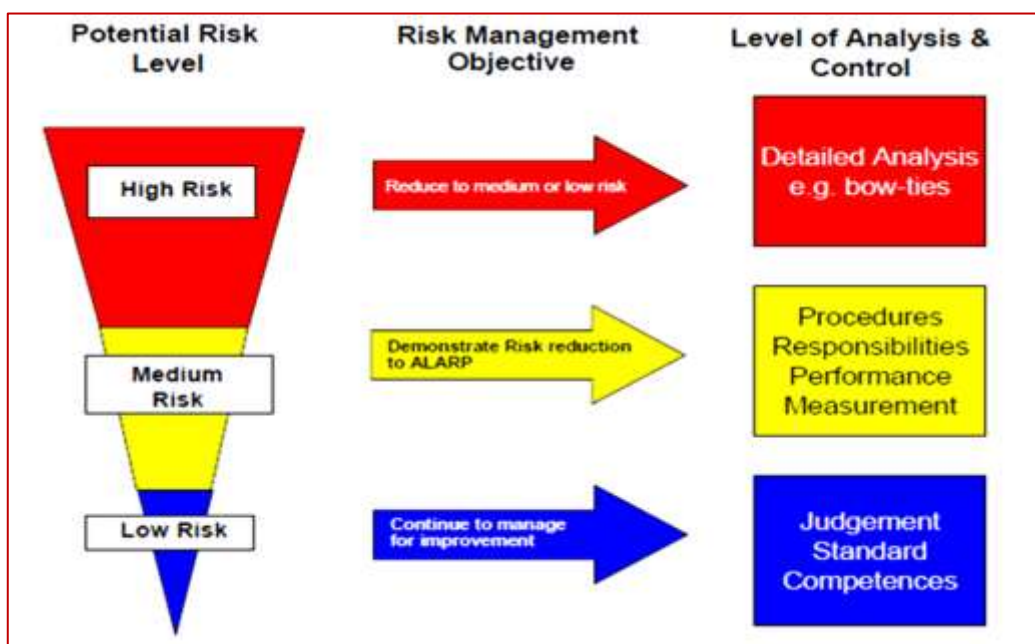 Potential Risk
Level
Risk Management
Objective
Level of Analysis &
Control
High Risk
Reduce to medium or low risk
Detailed Analysis
e.g. bow-ties
Medium
Risk
Demonstrate Risk reduction
to ALARP
Procedures
Responsibilities
Performance
Measurement
Low Risk
Continue to manage
for improvement
Judgement
Standard
Competences